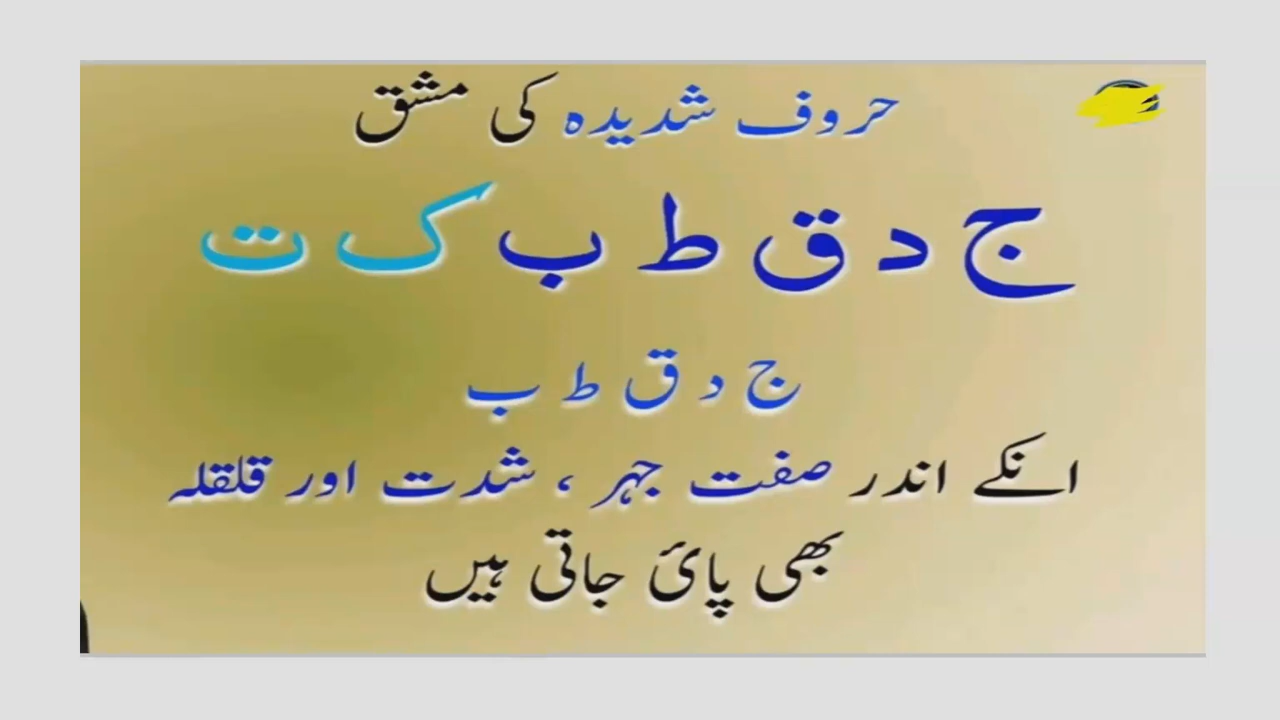 حروف شدیدہ کی مشق
ج د ق ط ب ک ت
ج د ق ط ب
انکے اندر صفت جہر ، شدت اور قلقلہ
بھی پائ جاتی ہیں